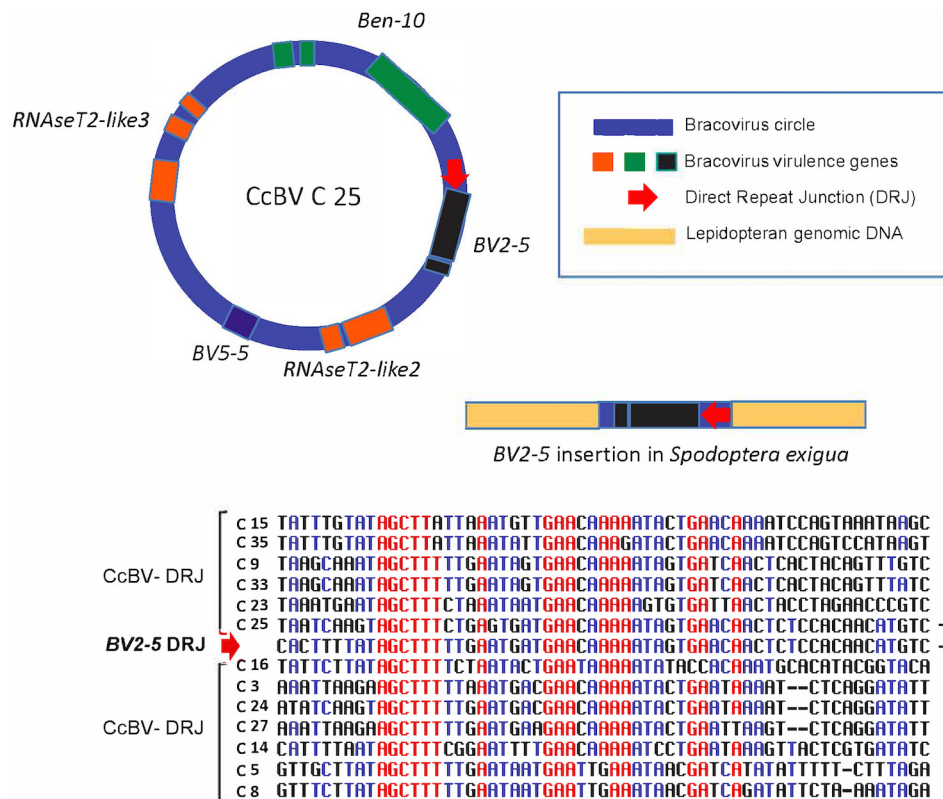 Ben-10
RNAseT2-like3
CcBV C 25
BV2-5
BV5-5
RNAseT2-like2
Bracovirus circle
Bracovirus virulence genes
Direct Repeat Junction (DRJ)
Lepidopteran genomic DNA
BV2-5 insertion in Spodoptera exigua
CcBV- DRJ
BV2-5 DRJ
CcBV- DRJ
C 15 TATTTGTATAGCTTATTAAATGTTGAACAAAAATACTGAACAAAATCCAGTAAATAAGC
C 35 TATTTGTATAGCTTATTAAATATTGAACAAAGATACTGAACAAAATCCAGTCCATAAGT
C 9 TAAGCAAATAGCTTTTTGAATAGTGAACAAAAATAGTGATCAACTCACTACAGTTTGTC
C 33 TAAGCAAATAGCTTTTTGAATAGTGAACAAAAATAGTGATCAACTCACTACAGTTTATC
C 23 TAAATGAATAGCTTTCTAAATAATGAACAAAAAGTGTGATTAACTACCTAGAACCCGTC
C 25 TAATCAAGTAGCTTTCTGAGTGATGAACAAAAATAGTGAACAACTCTCCACAACATGTC -
CACTTTTATAGCTTTTTGAATGATGAACAAAAATAGTGAACAACTCTCCACAACATGTC -
C 16 TATTCTTATAGCTTTTCTAATACTGAATAAAAATATACCACAAATGCACATACGGTACA
C 3 AAATTAAGAAGCTTTTTAAATGACGAACAAAAATACTGAATAAAAT--CTCAGGATATT
C 24 ATATCAAGTAGCTTTTTGAATGACGAACAAAAATACTGAATAAAAT--CTCAGGATATT
C 27 AAATTAAGAAGCTTTTTGAATGAAGAACAAAAATACTGAATTAAGT--CTCAGGATATT
C 14 CATTTTAATAGCTTTCGGAATTTTGAACAAAAATCCTGAATAAAGTTACTCGTGATATC
C 5 GTTGCTTATAGCTTTTTGAATAATGAATTGAAAATAACGATCATATATTTTT-CTTTAGA
C 8 GTTTCTTATAGCTTTTTGAATAATGAATTGAAAATAACGATCAGATATTCTA-AAATAGA